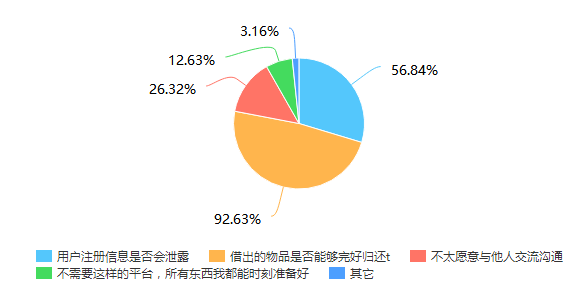 3.16%
12.63%
56.84%
26.32%
92.63%
用户注册信息是否会泄露 借出的物品是否能够完好归还t 不太愿意与他人交流沟通
不需要这样的平台，所有东西我都能时刻准备好 其它